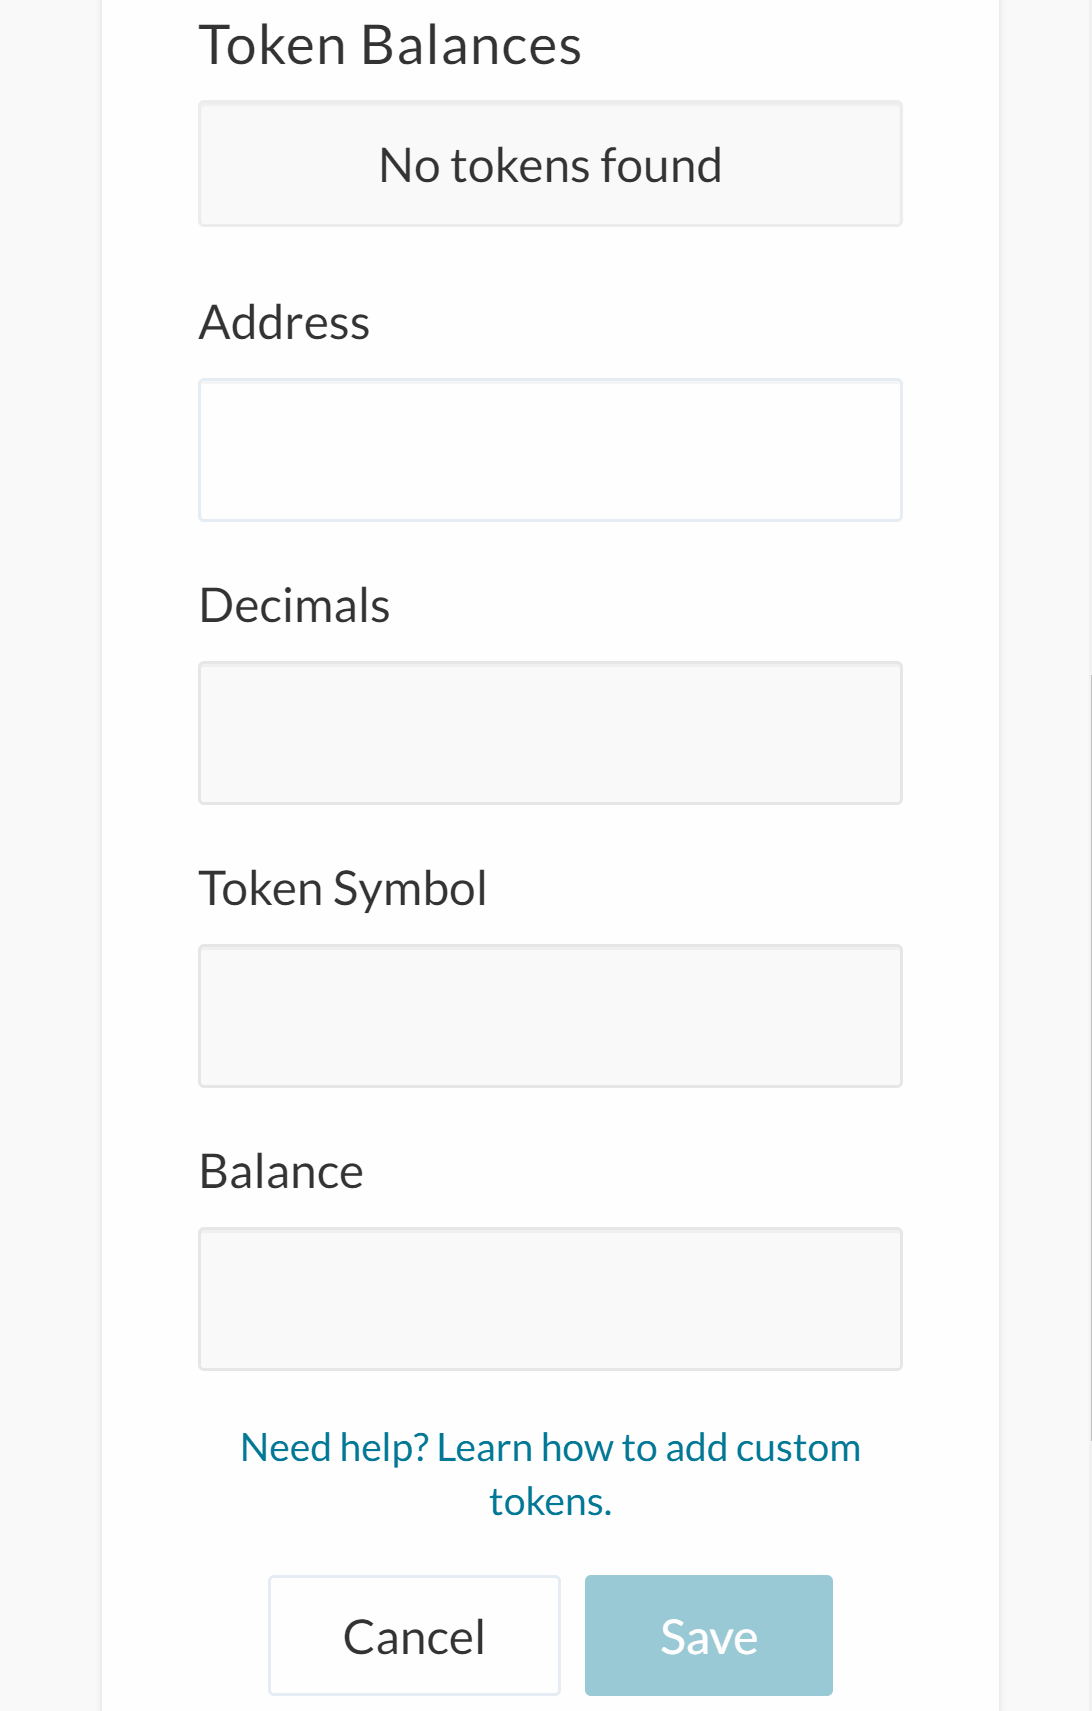 Token Balances
No tokens found
Address
Decimals
Token Symbol
Balance
Need help? Learn how to add custom
tokens.
Cancel
Save